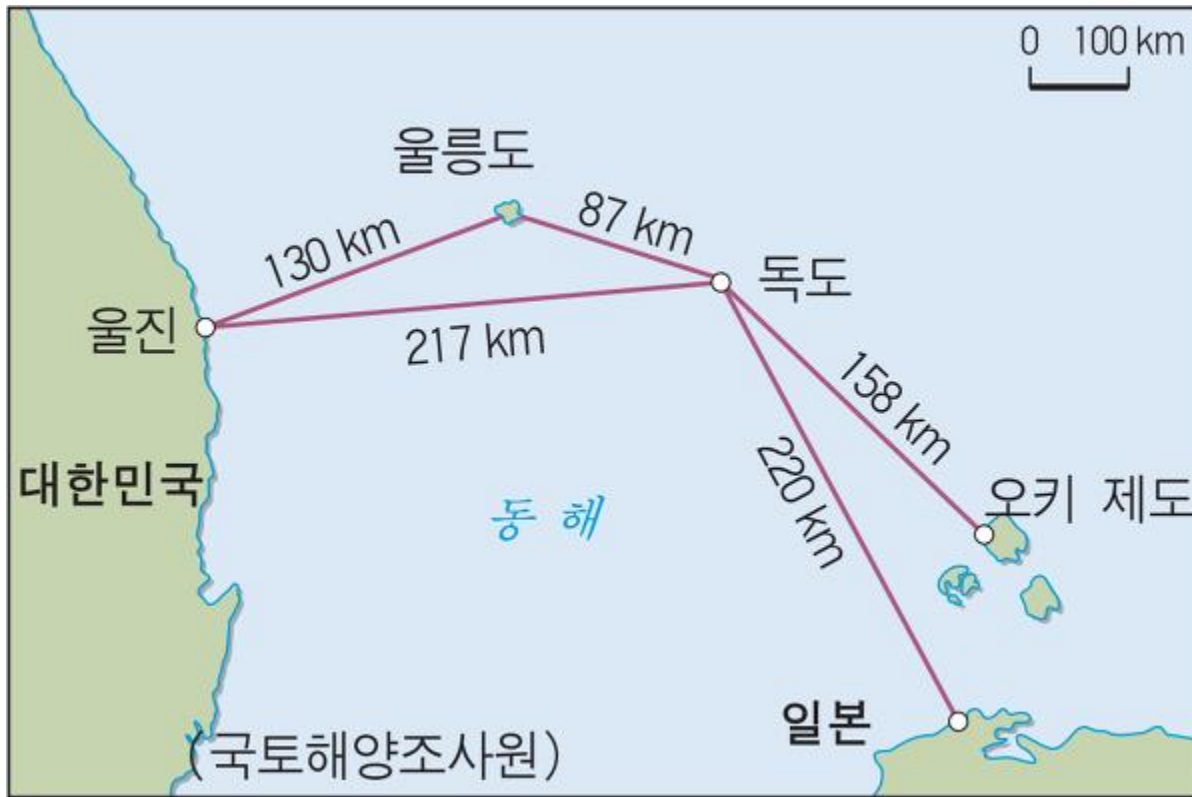 0 100 km
울릉도
130 km
87 km
독도
울진
217 km
158 km
대한민국
220 km
오키 제도
동 해
일본
(국토해양조사원)